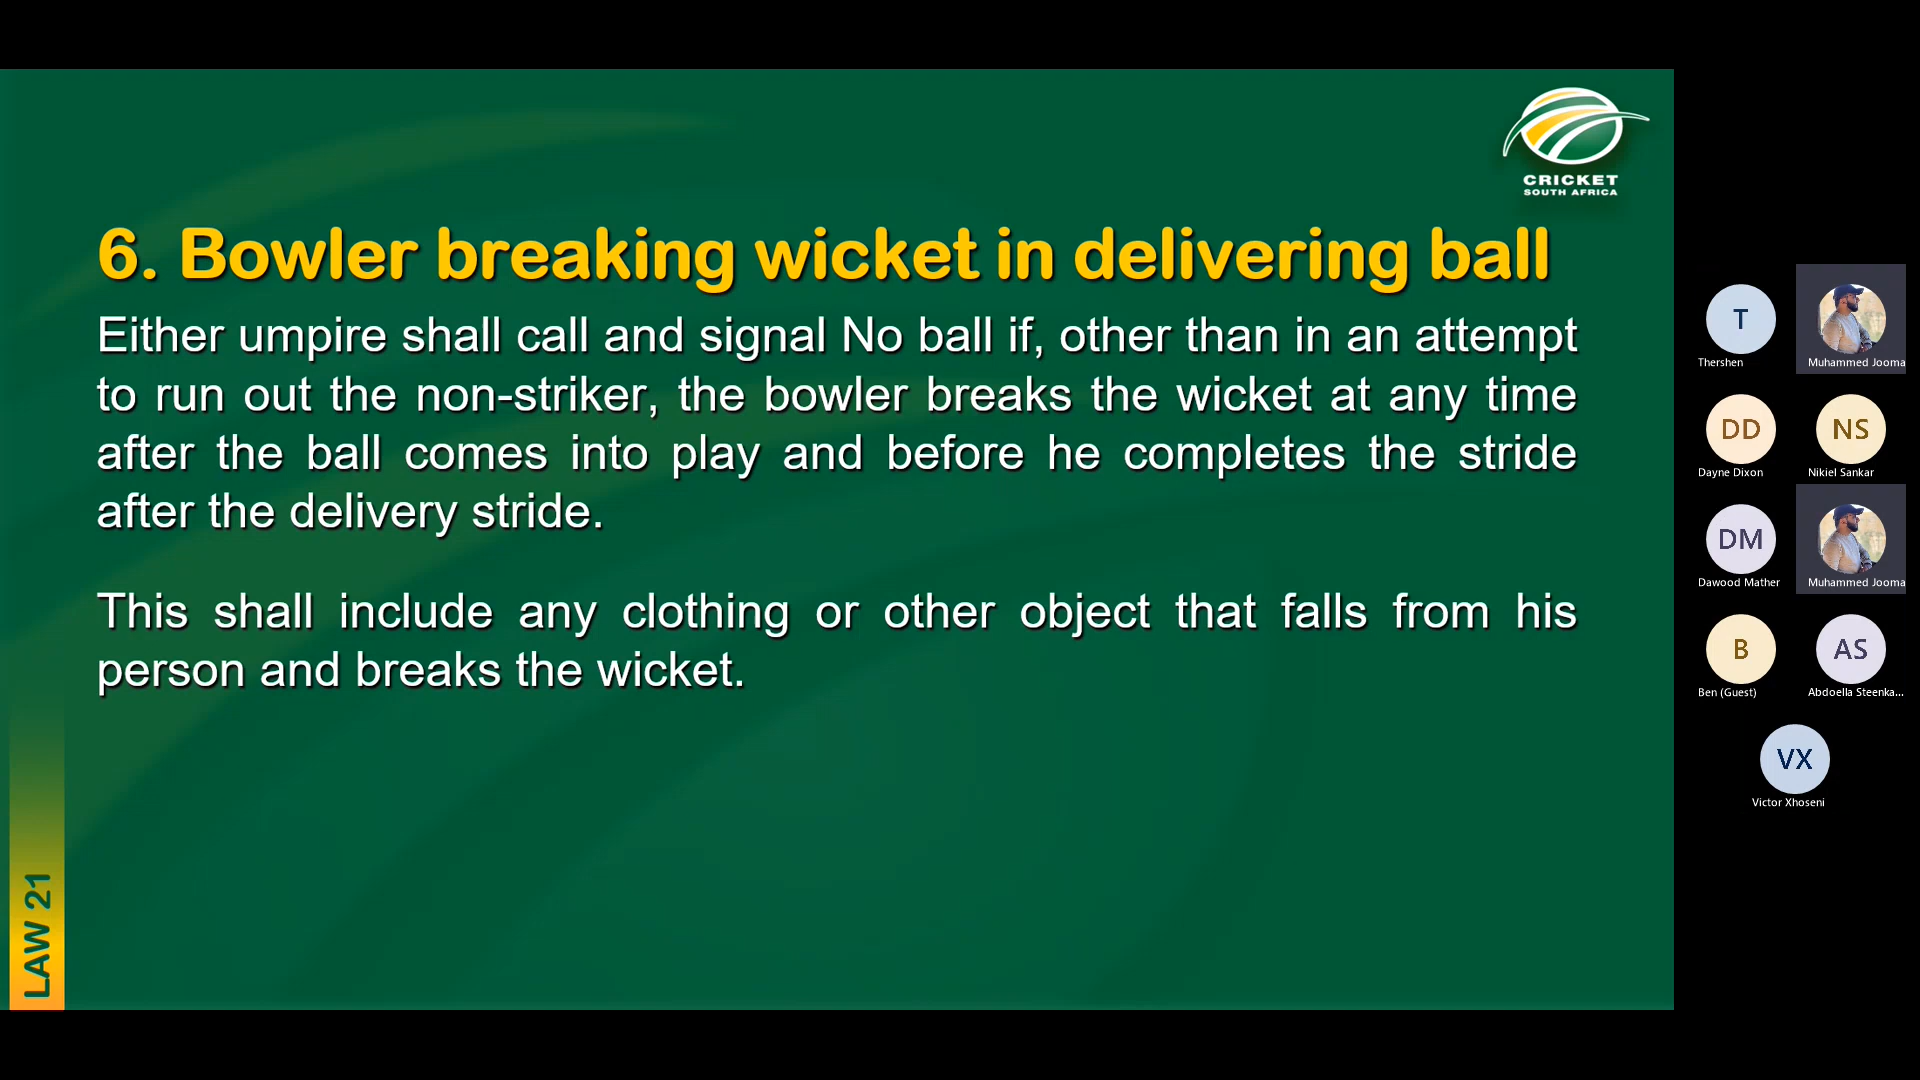 CRICKET
SOUTH AFRICA
6. Bowler breaking wicket in delivering ball
Either umpire shall call and signal No ball if, other than in an attempt
to run out the non-striker, the bowler breaks the wicket at any time
after the ball comes into play and before he completes the stride
after the delivery stride.
This shall include any clothing or other object that falls from his
person and breaks the wicket.
LAW 21
T
Thershen
Muhammed Jooma
DD
Dayne Dixon
NS
Nikiel Sankar
DM
Dawood Mather
Muhammed Jooma
B
Ben (Guest)
AS
Abdoella Steenka...
VX
Victor Xhoseni